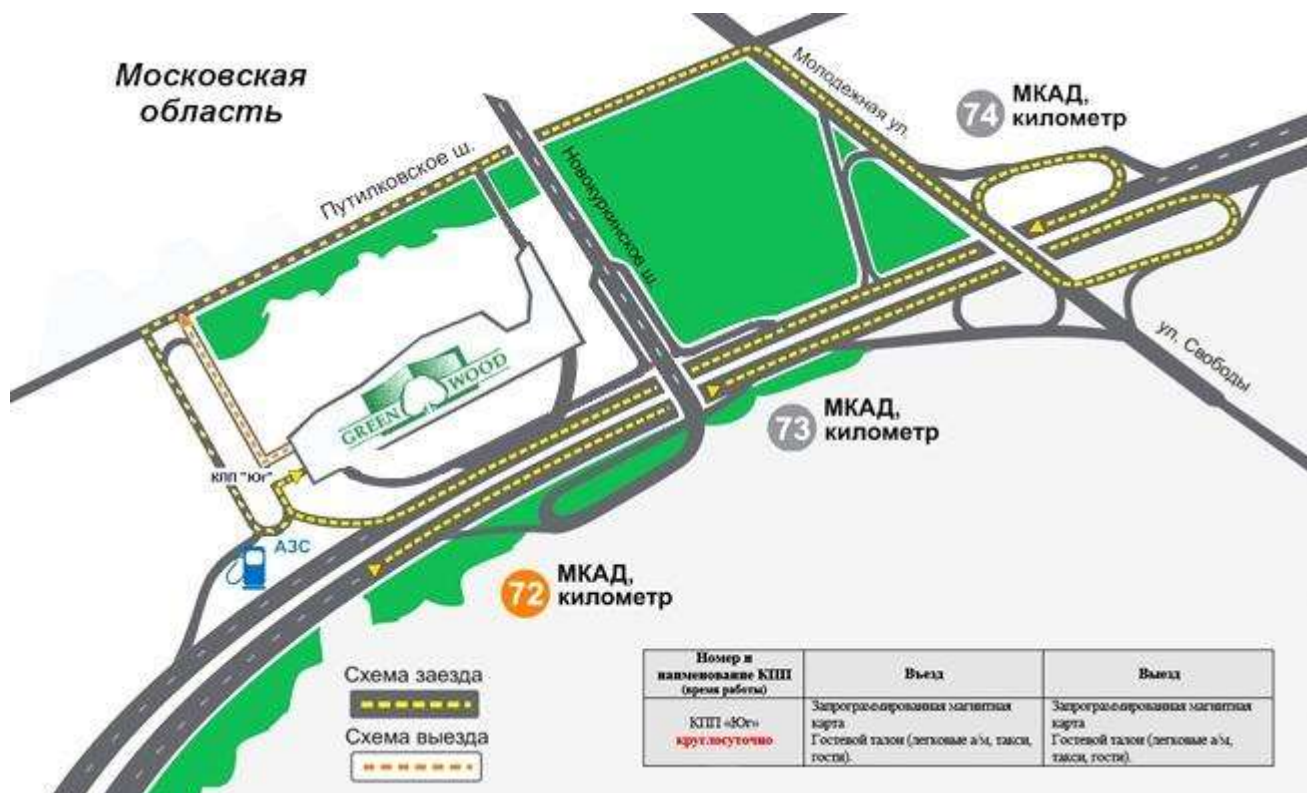 Московская
область
Путилковское ш.
Новокуркинское ш.
Молодежная ул.
74
МКАД,
километр
ул. Свободы
GREEN WOOD
73
МКАД,
километр
КПП "Юг"
АЗС
72
МКАД,
километр
Схема заезда
Схема выезда
Номер и
наименование КПП
(время работы)
Въезд
Выезд
КПП «Юг»
круглосуточно
Запрограммированная магнитная
карта
Гостевой талон (легковые а/м, такси,
гости).
Запрограммированная магнитная
карта
Гостевой талон (легковые а/м,
такси, гости).